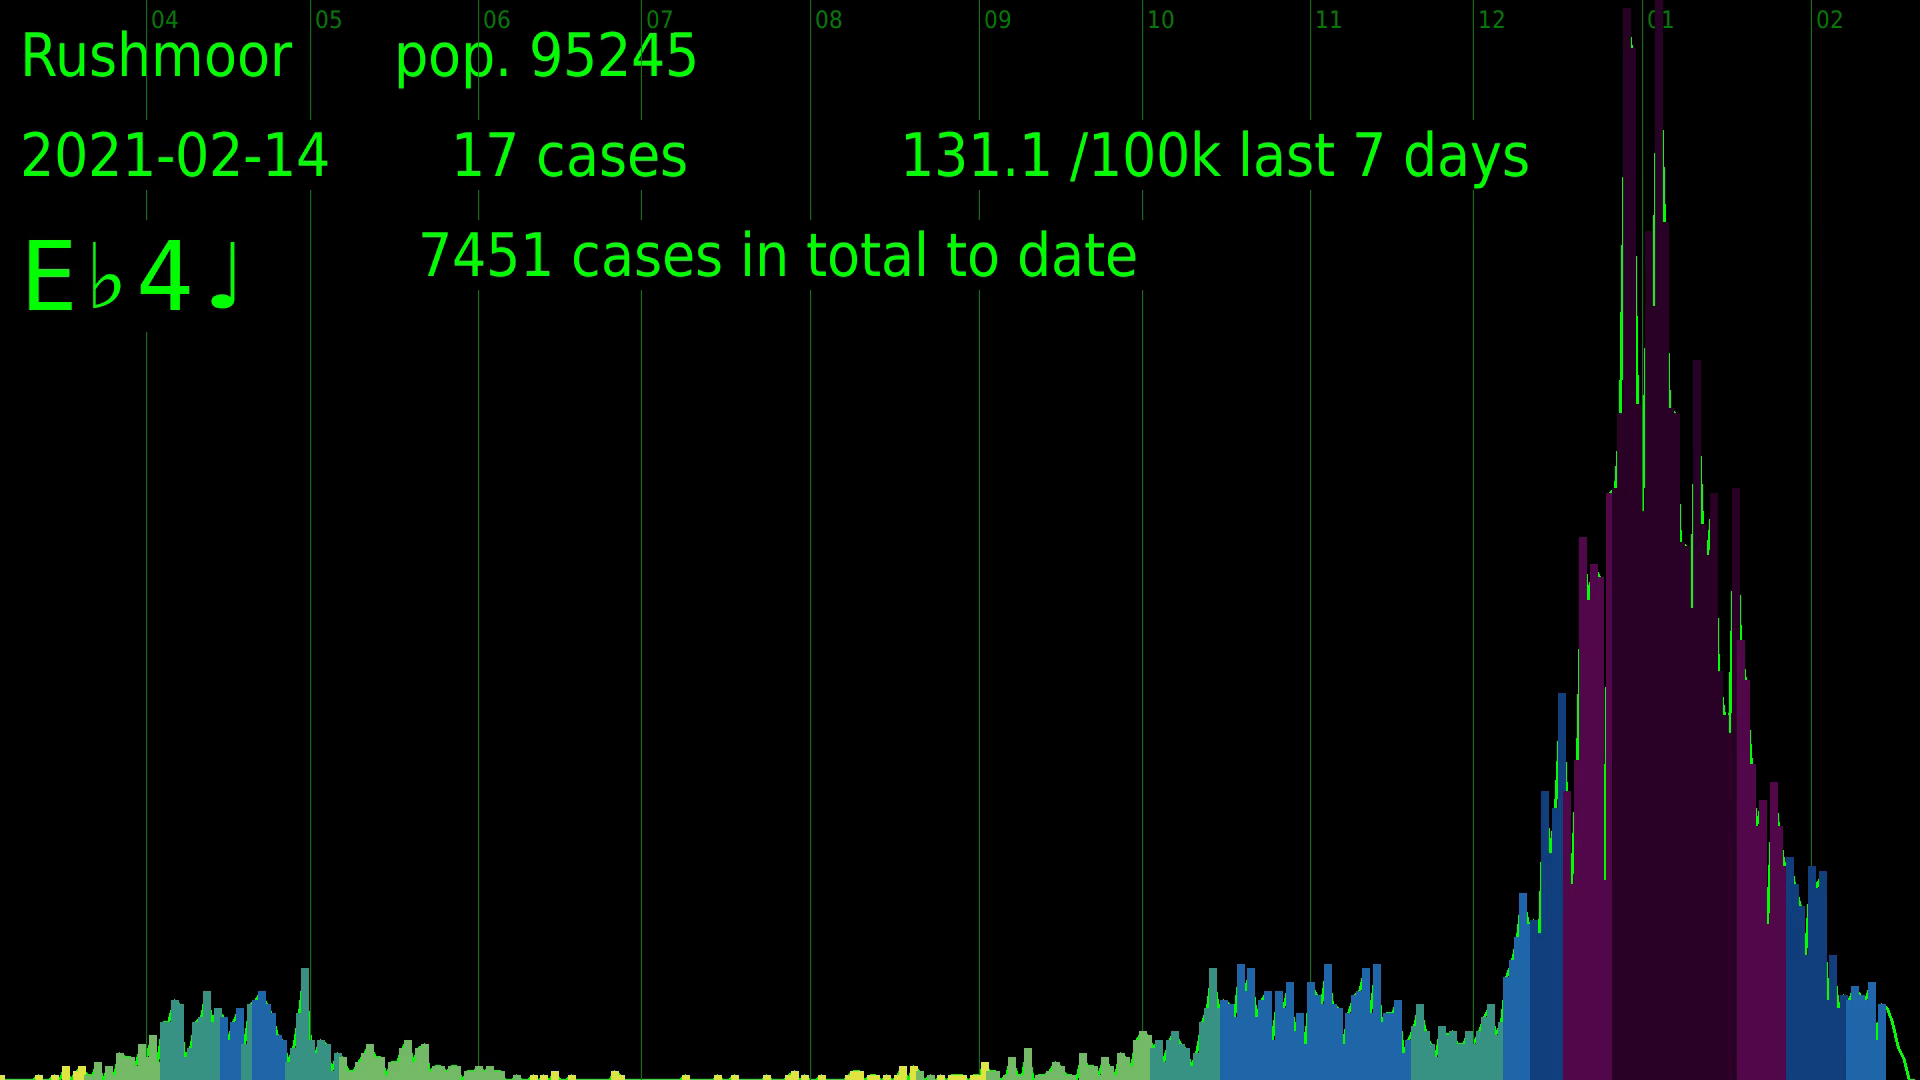 04 05 06 07 08 09 10 11 12 01 02
Rushmoor pop. 95245
2021-02-14 17 cases 131.1 /100k last 7 days
E♭4♩ 7451 cases in total to date